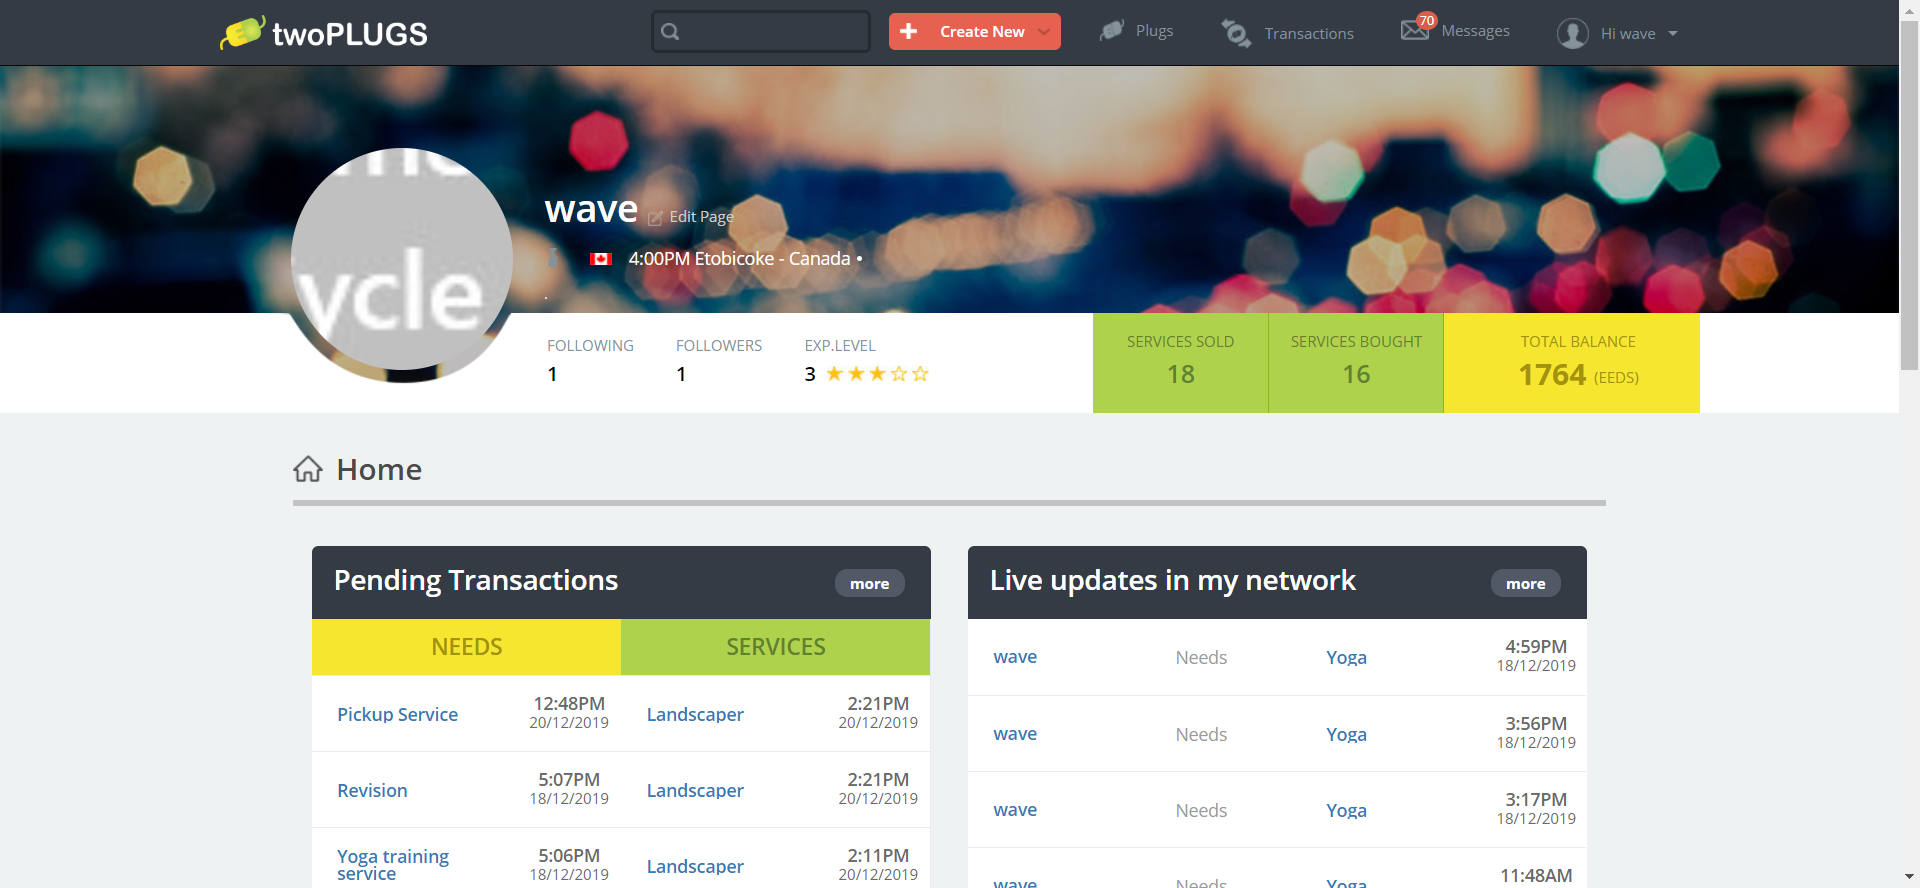 twoPLUGS
Create New
Plugs
Transactions
70
Messages
Hi wave
ycle
wave
Edit Page
4:00PM Etobicoke - Canada •
.
FOLLOWING
1
FOLLOWERS
1
EXP.LEVEL
3
SERVICES SOLD
18
SERVICES BOUGHT
16
TOTAL BALANCE
1764 (EEDS)
Home
Pending Transactions
more
NEEDS
SERVICES
Pickup Service
12:48PM
20/12/2019
Landscaper
2:21PM
20/12/2019
Revision
5:07PM
18/12/2019
Landscaper
2:21PM
20/12/2019
Yoga training
service
5:06PM
18/12/2019
Landscaper
2:11PM
20/12/2019
Live updates in my network
more
wave
Needs
Yoga
4:59PM
18/12/2019
wave
Needs
Yoga
3:56PM
18/12/2019
wave
Needs
Yoga
3:17PM
18/12/2019
wave
Needs
Yoga
11:48AM